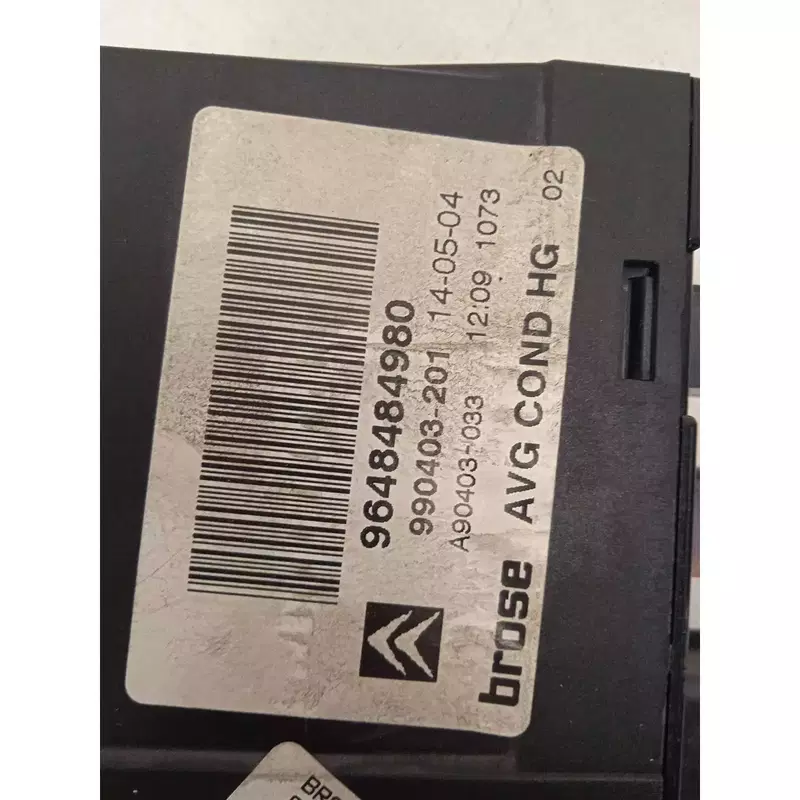 9648484980
990403-201 14-05-04
A90403-033 12:09 1073
brose AVG COND HG 02